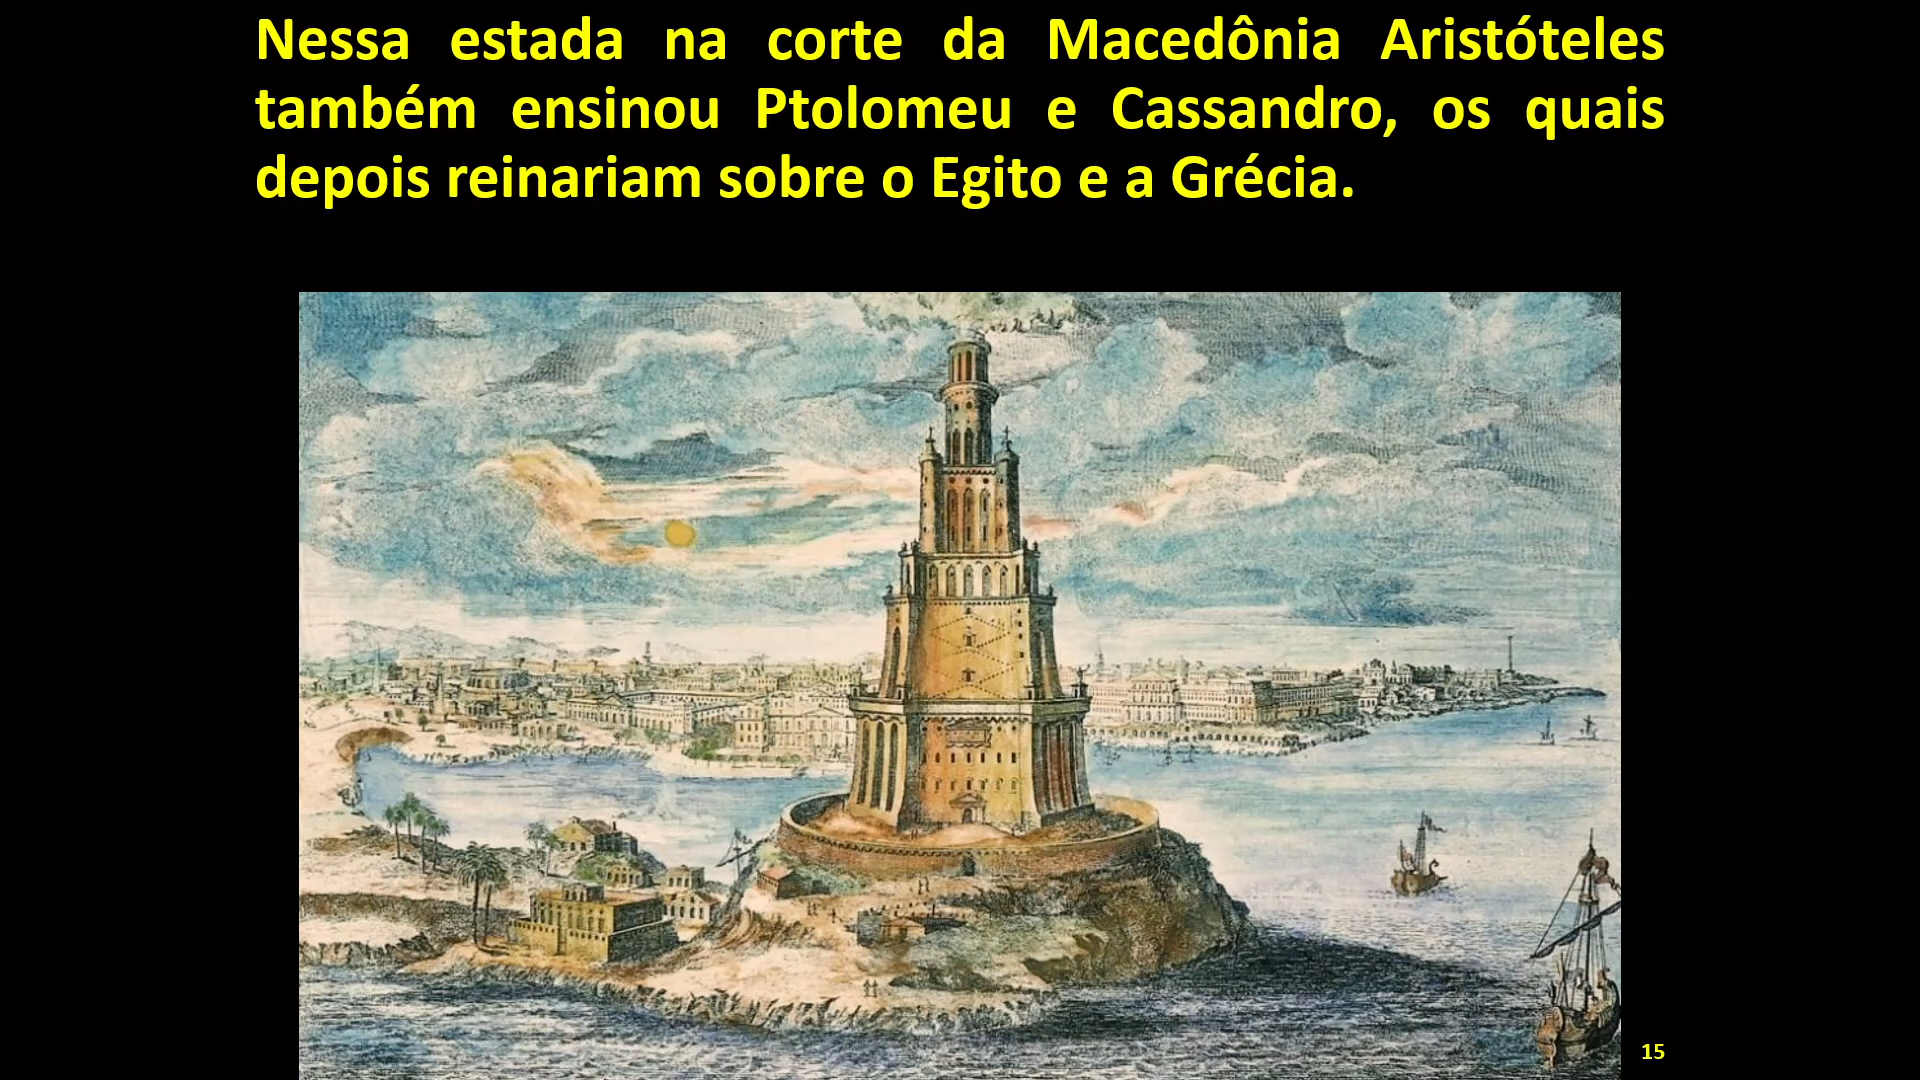 Nessa estada na corte da Macedônia Aristóteles
também ensinou Ptolomeu e Cassandro, os quais
depois reinariam sobre o Egito e a Grécia.
15